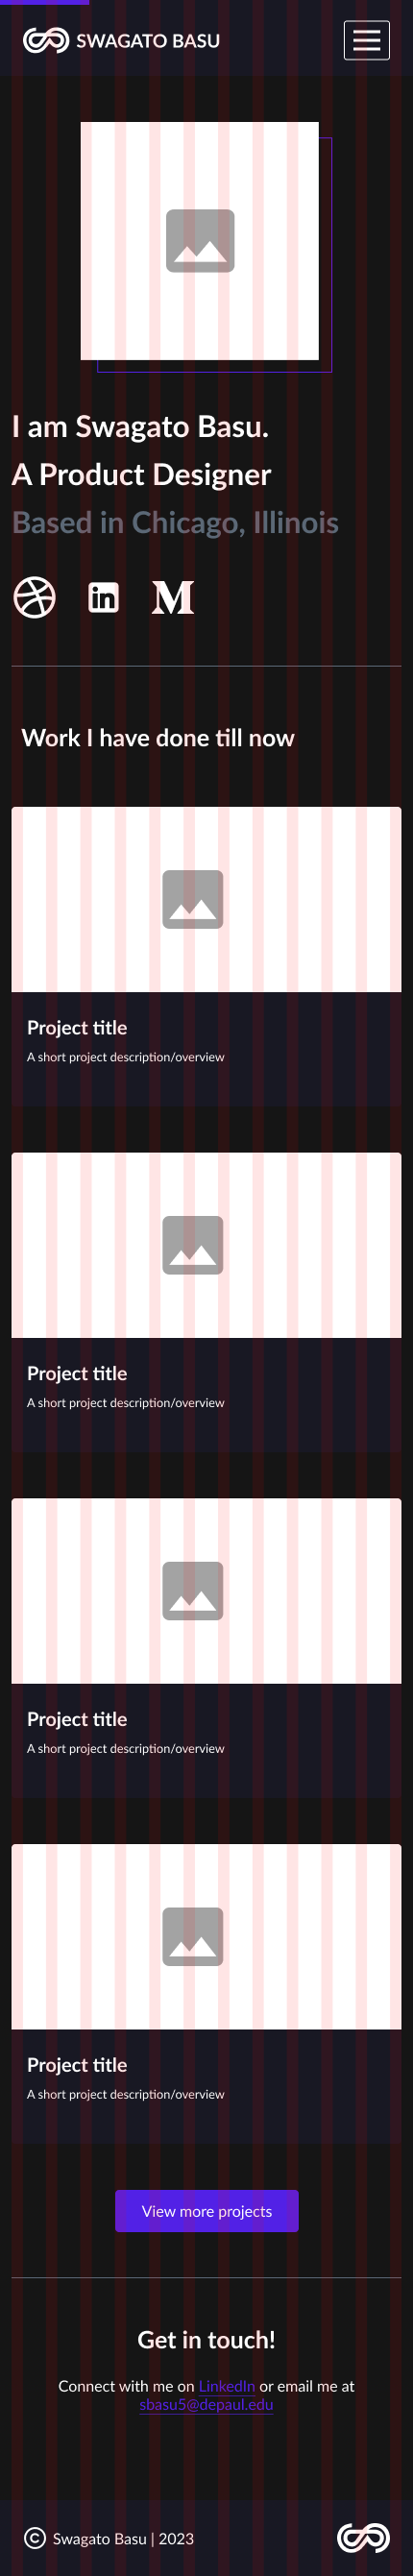 SWAGATO BASU
I am Swagato Basu.
A Product Designer
Based in Chicago, Illinois
Work I have done till now
Project title
A short project description/overview
Project title
A short project description/overview
Project title
A short project description/overview
Project title
A short project description/overview
View more projects
Get in touch!
Connect with me on LinkedIn or email me at
sbasu5@depaul.edu
© Swagato Basu | 2023